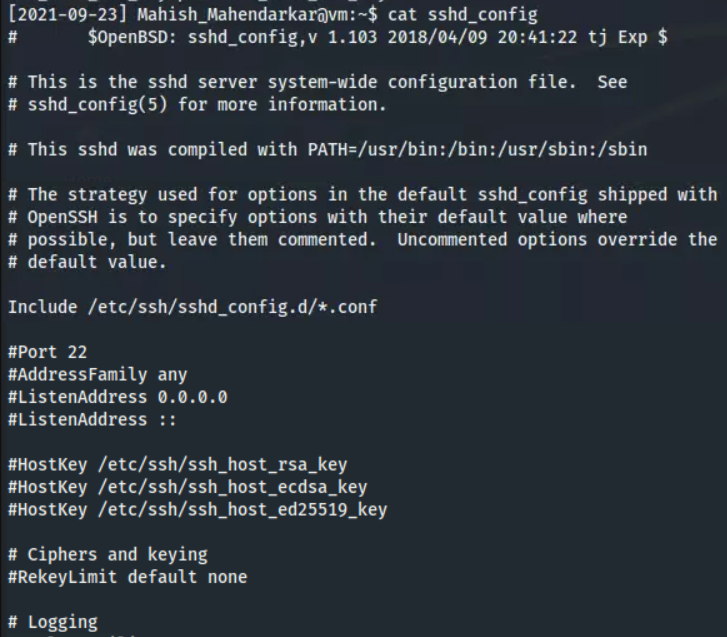 [2021-09-23] Mahish_Mahendarkar@vm:~$ cat sshd_config
#       $OpenBSD: sshd_config,v 1.103 2018/04/09 20:41:22 tj Exp $

# This is the sshd server system-wide configuration file.  See
# sshd_config(5) for more information.

# This sshd was compiled with PATH=/usr/bin:/bin:/usr/sbin:/sbin

# The strategy used for options in the default sshd_config shipped with
# OpenSSH is to specify options with their default value where
# possible, but leave them commented.  Uncommented options override the
# default value.

Include /etc/ssh/sshd_config.d/*.conf

#Port 22
#AddressFamily any
#ListenAddress 0.0.0.0
#ListenAddress ::

#HostKey /etc/ssh/ssh_host_rsa_key
#HostKey /etc/ssh/ssh_host_ecdsa_key
#HostKey /etc/ssh/ssh_host_ed25519_key

# Ciphers and keying
#RekeyLimit default none

# Logging